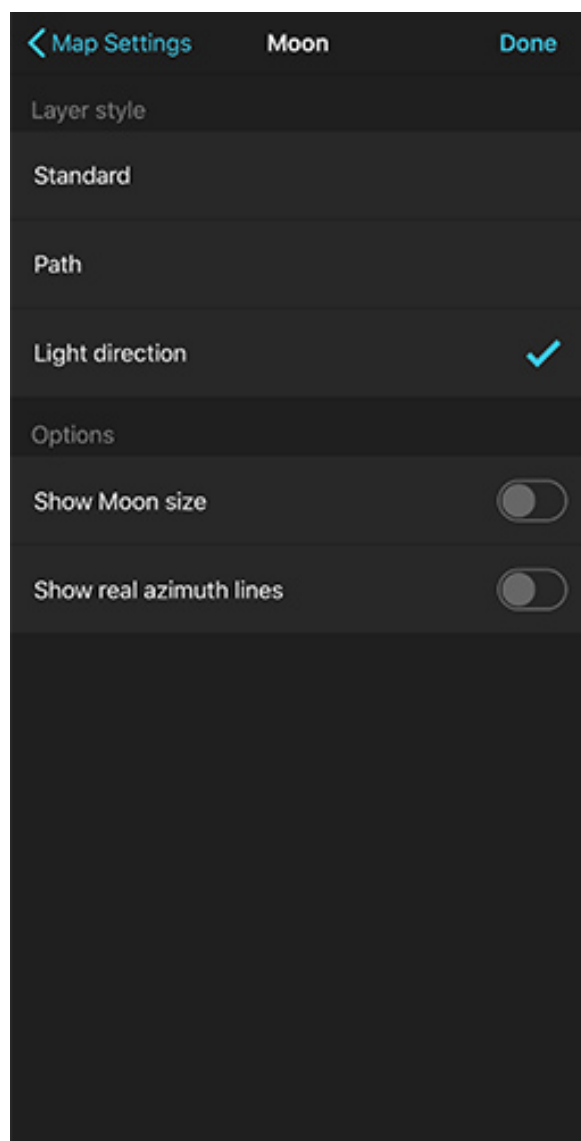 Map Settings
Moon
Done
Layer style
Standard
Path
Light direction
Options
Show Moon size
Show real azimuth lines